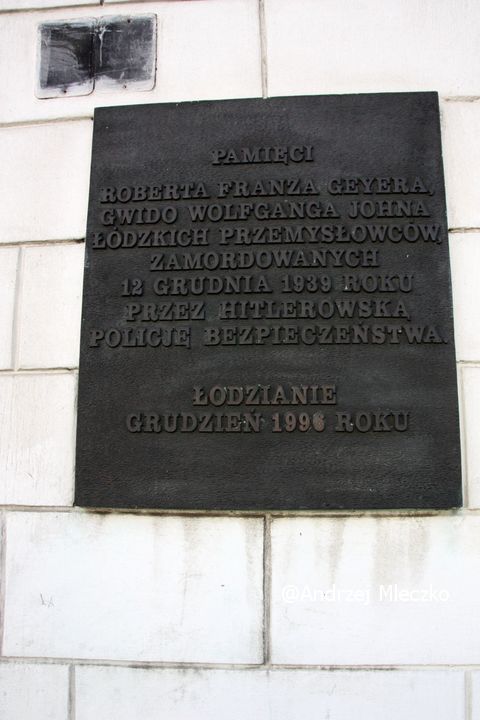 PAMIĘCI
ROBERTA FRANZA GEYERA,
GWIDO WOLFGANGA JOHNA
ŁÓDZKICH PRZEMYSŁOWCÓW,
ZAMORDOWANYCH
12 GRUDNIA 1939 ROKU
PRZEZ HITLEROWSKĄ
POLICJĘ BEZPIECZEŃSTWA.
ŁODZIANIE
GRUDZIEŃ 1996 ROKU
@Andrzej Mleczko